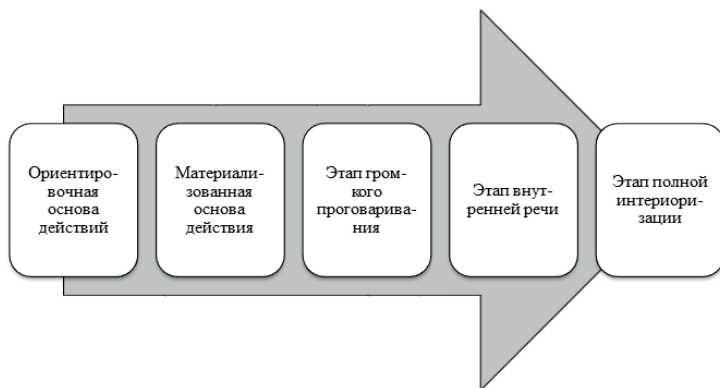 Ориентиро-
вочная
основа
действий
Материали-
зованная
основа
действия
Этап гром-
кого
проговарива-
ния
Этап внут-
ренней речи
Этап полной
интериори-
зации